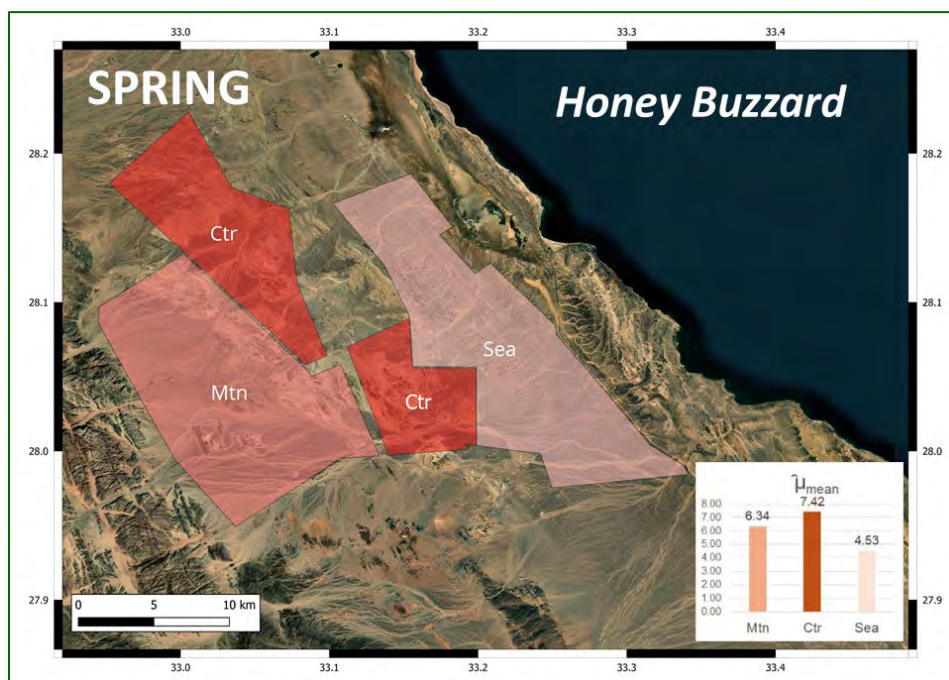 33.0 33.1 33.2 33.3 33.4
SPRING
Honey Buzzard
28.2 28.2
Ctr
28.1 28.1
Sea
Mtn
Ctr
28.0 28.0
μ̂mean
8.00
7.00
6.00
5.00
4.00
3.00
2.00
1.00
0.00
6.34 7.42 4.53
Mtn Ctr Sea
27.9 27.9
0 5 10 km
33.0 33.1 33.2 33.3 33.4